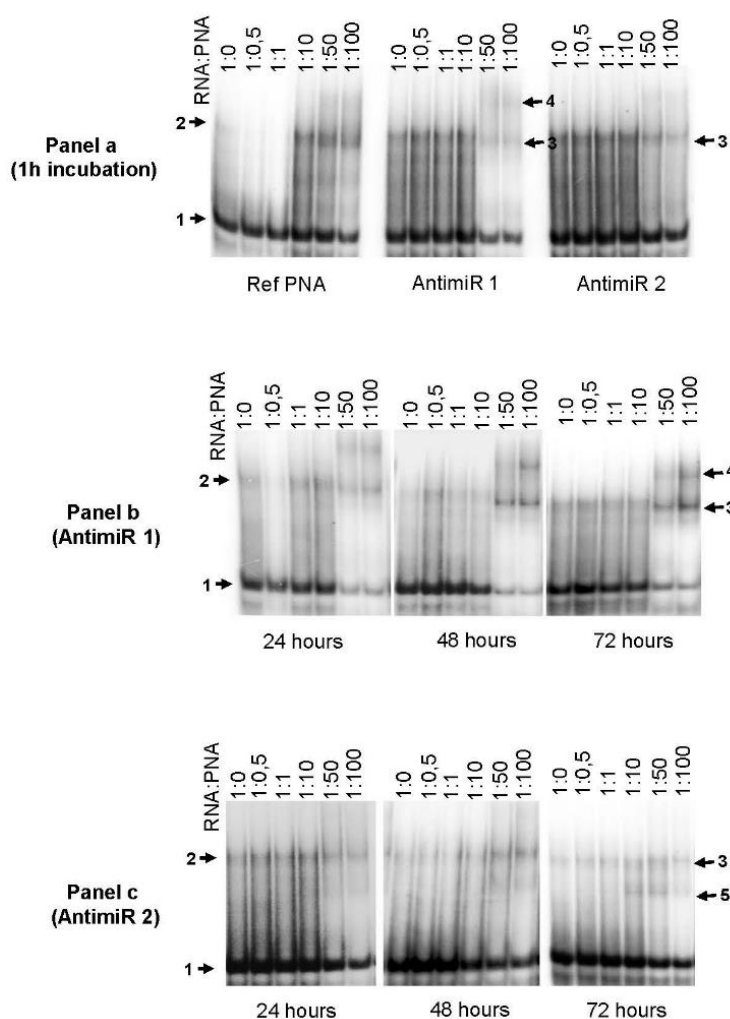 RNA:PNA 1:0 1:0,5 1:1 1:10 1:50 1:100 1:0 1:0,5 1:1 1:10 1:50 1:100 1:0 1:0,5 1:1 1:10 1:50 1:100
4
2
Panel a
3 3
(1h incubation)
1
Ref PNA AntimiR 1 AntimiR 2
RNA:PNA 1:0 1:0,5 1:1 1:10 1:50 1:100 1:0 1:0,5 1:1 1:10 1:50 1:100 1:0 1:0,5 1:1 1:10 1:50 1:100
2 4
Panel b
3
(AntimiR 1)
1
24 hours 48 hours 72 hours
RNA:PNA 1:0 1:0,5 1:1 1:10 1:50 1:100 1:0 1:0,5 1:1 1:10 1:50 1:100 1:0 1:0,5 1:1 1:10 1:50 1:100
2 3
Panel c
5
(AntimiR 2)
1
24 hours 48 hours 72 hours